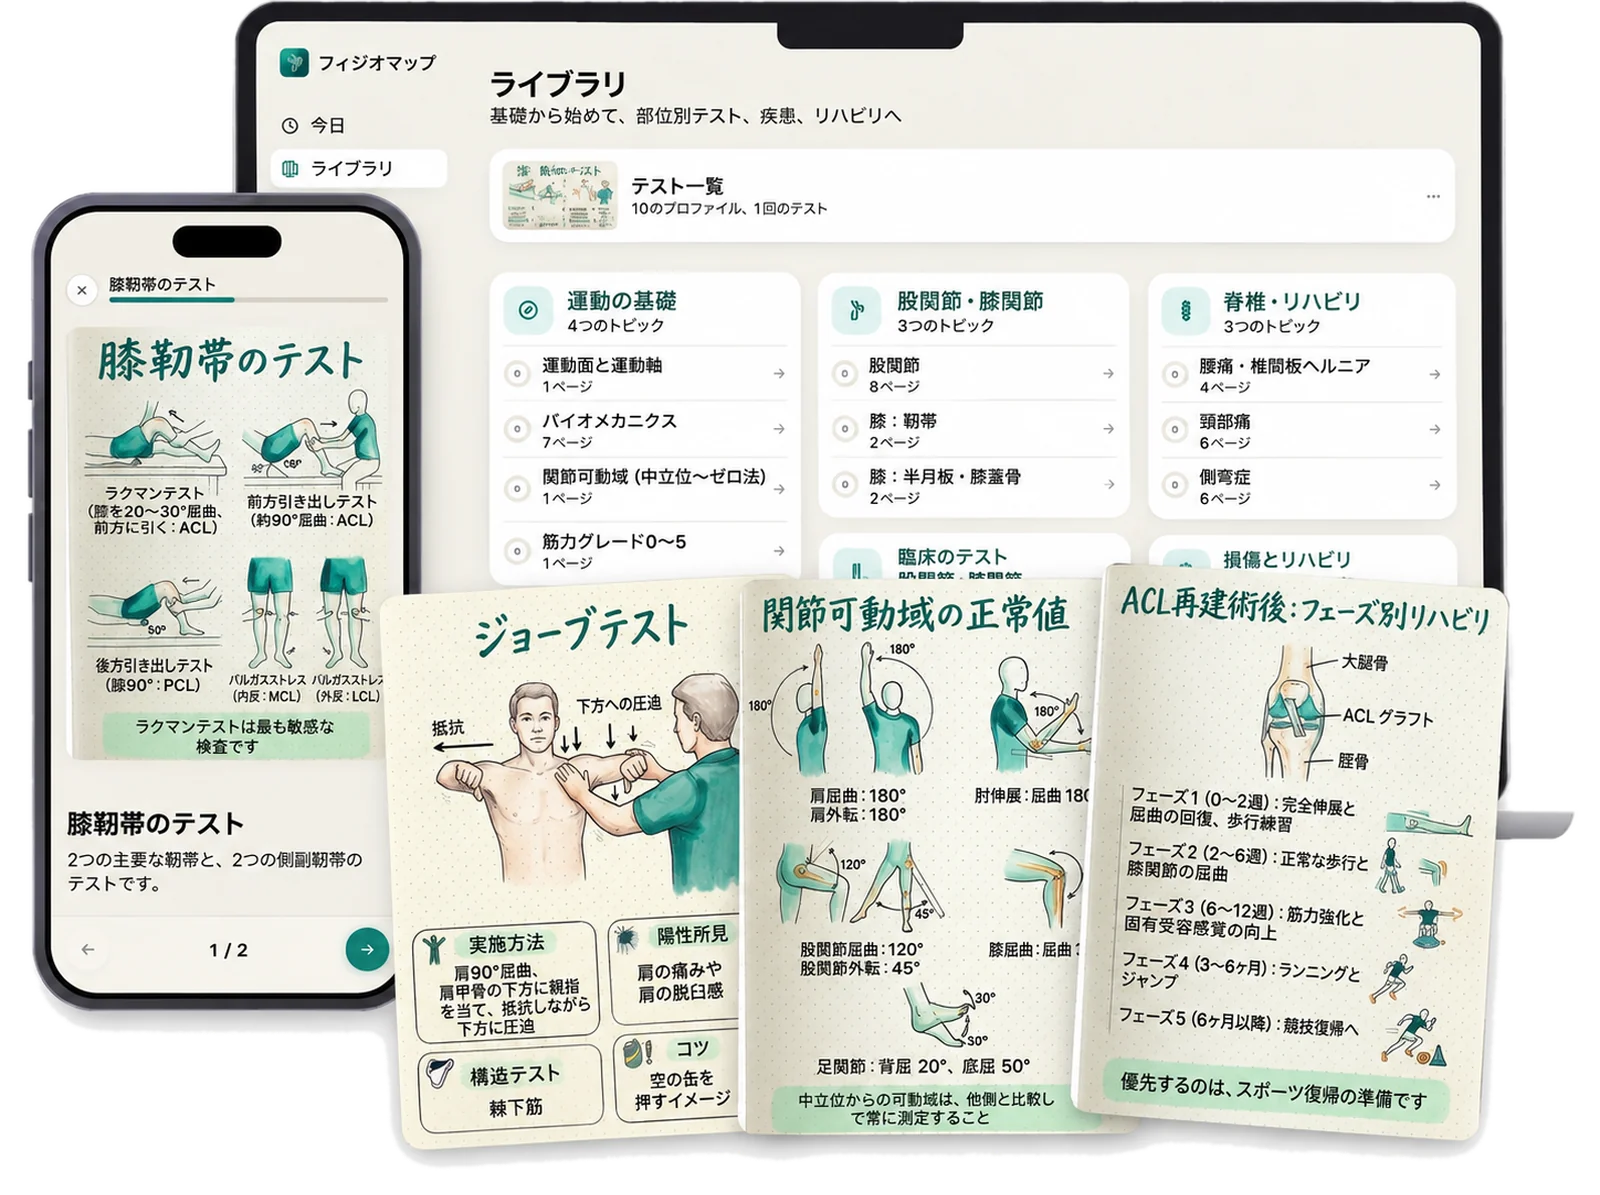 フィジオマップ
今日
ライブラリ
ライブラリ
基礎から始めて、部位別テスト、疾患、リハビリへ
テスト一覧
10のプロファイル、1回のテスト
運動の基礎
4つのトピック
運動面と運動軸
1ページ
バイオメカニクス
7ページ
関節可動域 (中立位〜ゼロ法)
1ページ
筋力グレード0〜5
1ページ
股関節・膝関節
3つのトピック
股関節
8ページ
膝：靭帯
2ページ
膝：半月板・膝蓋骨
2ページ
脊椎・リハビリ
3つのトピック
腰痛・椎間板ヘルニア
4ページ
頸部痛
6ページ
側弯症
6ページ
臨床のテスト
股関節・膝関節
損傷とリハビリ
膝靭帯のテスト
膝靭帯のテスト
ラクマンテスト
(膝を20〜30°屈曲、
前方に引く：ACL)
前方引き出しテスト
(約90°屈曲：ACL)
後方引き出しテスト
(膝90°：PCL)
バルガスストレス
(内反：MCL)
バルガスストレス
(外反：LCL)
ラクマンテストは最も敏感な
検査です
膝靭帯のテスト
2つの主要な靭帯と、2つの側副靭帯の
テストです。
1 / 2
ジョーブテスト
抵抗
下方への圧迫
実施方法
肩90°屈曲、
肩甲骨の下方に親指
を当て、抵抗しながら
下方に圧迫
陽性所見
肩の痛みや
肩の脱臼感
構造テスト
棘下筋
コツ
空の缶を
押すイメージ
関節可動域の正常値
180°
180°
180°
肩屈曲：180°
肩外転：180°
肘伸展：屈曲 180
120°
45°
股関節屈曲：120°
股関節外転：45°
膝屈曲：屈曲
30°
足関節：背屈 20°、底屈 50°
中立位からの可動域は、他側と比較し
て常に測定すること
ACL再建術後：フェーズ別リハビリ
大腿骨
ACL グラフト
脛骨
フェーズ1 (0〜2週)：完全伸展と
屈曲の回復、歩行練習
フェーズ2 (2〜6週)：正常な歩行と
膝関節の屈曲
フェーズ3 (6〜12週)：筋力強化と
固有受容感覚の向上
フェーズ4 (3〜6ヶ月)：ランニングと
ジャンプ
フェーズ5 (6ヶ月以降)：競技復帰へ
優先するのは、スポーツ復帰の準備です